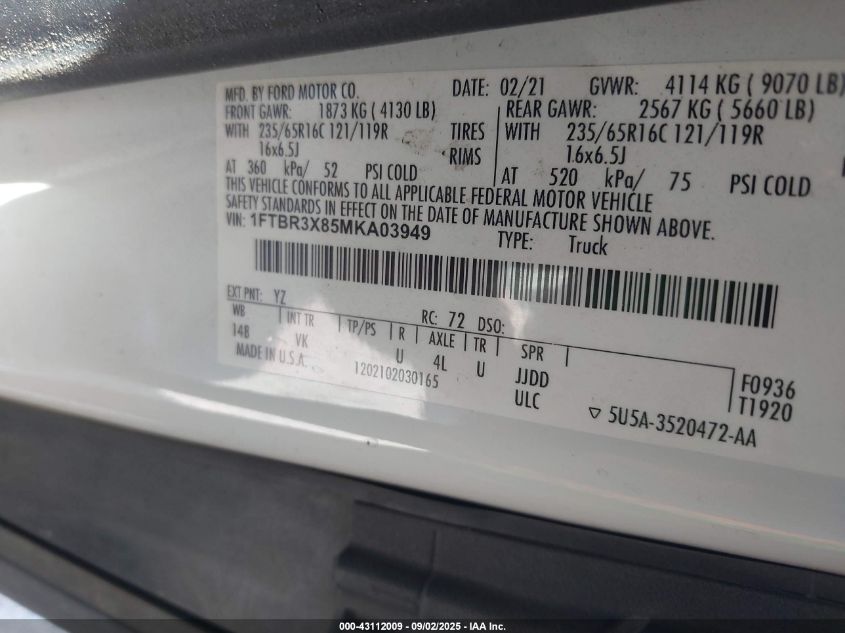 MFD. BY FORD MOTOR CO. DATE: 02/21 GVWR: 4114 KG ( 9070 LB)
FRONT GAWR: 1873 KG ( 4130 LB) REAR GAWR: 2567 KG ( 5660 LB)
WITH 235/65R16C 121/119R TIRES WITH 235/65R16C 121/119R
16x6.5J RIMS 16x6.5J
AT 360 kPa/ 52 PSI COLD AT 520 kPa/ 75 PSI COLD
THIS VEHICLE CONFORMS TO ALL APPLICABLE FEDERAL MOTOR VEHICLE
SAFETY STANDARDS IN EFFECT ON THE DATE OF MANUFACTURE SHOWN ABOVE.
VIN: 1FTBR3X85MKA03949 TYPE: Truck
EXT PNT: YZ RC: 72 DSO:
WB INT TR TP/PS R AXLE TR SPR
148 VK U 4L U JJDD
MADE IN U.S.A. 1202102030165 ULC
F0936
T1920
▽ 5U5A-3520472-AA
000-43112009 - 09/02/2025 - IAA Inc.